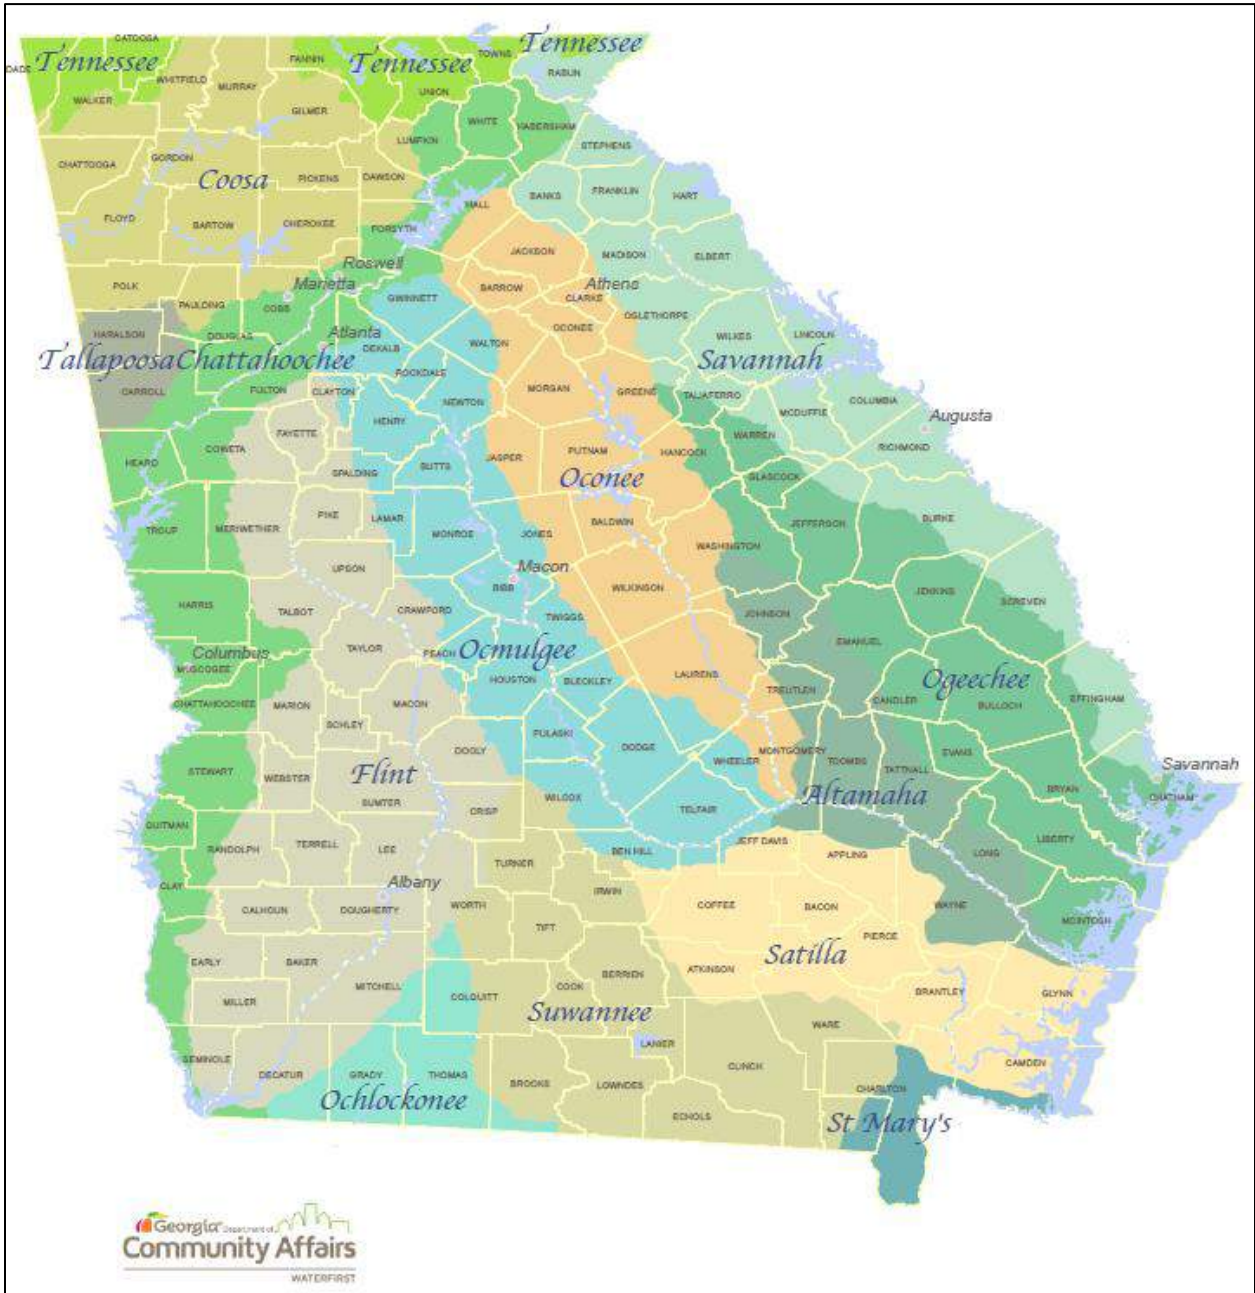 Tennessee
CATOOSA
DADE
Tennessee
FANNIN
Tennessee
TOWNS
RABUN
WHITFIELD
WALKER
MURRAY
UNION
GILMER
WHITE
HABERSHAM
LUMPKIN
STEPHENS
CHATTOOGA
GORDON
Coosa
PICKENS
DAWSON
BANKS
FRANKLIN
HART
HALL
FLOYD
BARTOW
CHEROKEE
FORSYTH
JACKSON
MADISON
ELBERT
Roswell
POLK
Marietta
BARROW
Athens
PAULDING
COBB
GWINNETT
CLARKE
OGLETHORPE
HARALSON
DOUGLAS
Atlanta
OCONEE
WILKES
LINCOLN
Tallapoosa
Chattahoochee
DEKALB
WALTON
Savannah
CARROLL
FULTON
CLAYTON
ROCKDALE
MORGAN
GREENE
TALIAFERRO
COLUMBIA
NEWTON
MCDUFFIE
Augusta
HENRY
FAYETTE
WARREN
RICHMOND
HEARD
COWETA
SPALDING
BUTTS
JASPER
PUTNAM
HANCOCK
Oconee
GLASCOCK
TROUP
MERIWETHER
PIKE
LAMAR
MONROE
JONES
BALDWIN
JEFFERSON
BURKE
WASHINGTON
UPSON
Macon
BIBB
WILKINSON
JENKINS
SCREVEN
HARRIS
TALBOT
CRAWFORD
TWIGGS
JOHNSON
EMANUEL
Columbus
TAYLOR
PEACH
Ocmulgee
MUSCOGEE
HOUSTON
BLECKLEY
LAURENS
TREUTLEN
CANDLER
Ogeechee
BULLOCH
EFFINGHAM
CHATTAHOOCHEE
MARION
MACON
SCHLEY
PULASKI
DODGE
DOOLY
WHEELER
MONTGOMERY
TOOMBS
TATTNALL
EVANS
STEWART
WEBSTER
Flint
Savannah
BRYAN
CHATHAM
SUMTER
CRISP
WILCOX
TELFAIR
Altamaha
QUITMAN
RANDOLPH
TERRELL
LEE
BEN HILL
JEFF DAVIS
APPLING
LONG
LIBERTY
TURNER
CLAY
Albany
IRWIN
CALHOUN
DOUGHERTY
WORTH
COFFEE
BACON
WAYNE
MCINTOSH
TIFT
PIERCE
EARLY
BAKER
Satilla
ATKINSON
BERRIEN
MITCHELL
COOK
MILLER
COLQUITT
Suwannee
BRANTLEY
GLYNN
WARE
LANIER
SEMINOLE
CLINCH
CAMDEN
DECATUR
GRADY
THOMAS
BROOKS
LOWNDES
CHARLTON
Ochlockonee
ECHOLS
St Mary's
Georgia Department of
Community Affairs
WATERFIRST